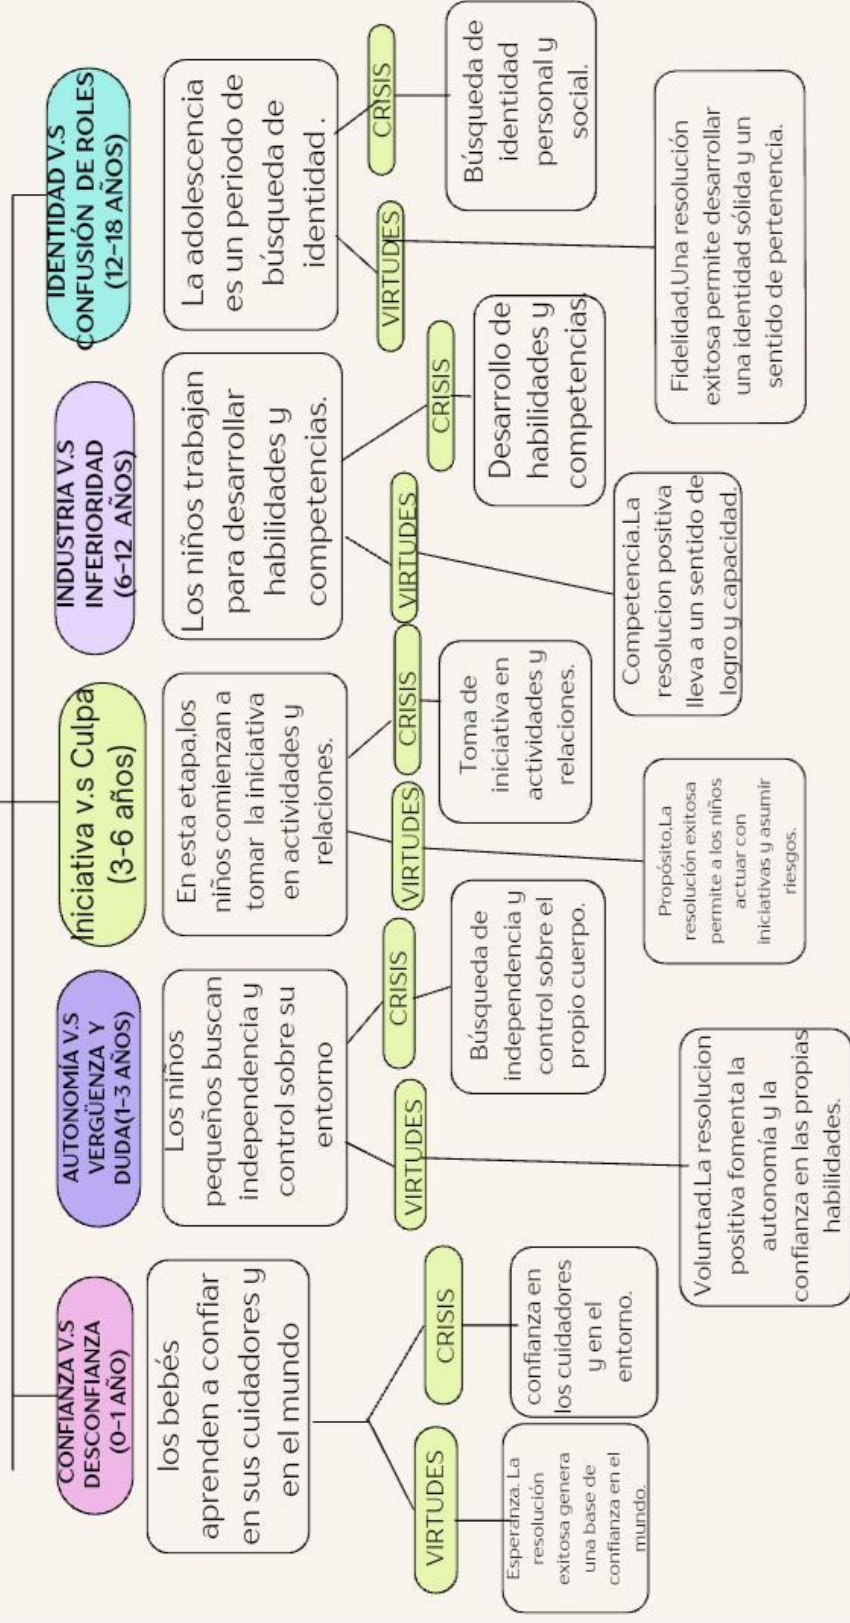 CONFIANZA V.S
DESCONFIANZA
(0-1 AÑO)
los bebés
aprenden a confiar
en sus cuidadores y
en el mundo
VIRTUDES
Esperanza. La
resolución
exitosa genera
una base de
confianza en el
mundo.
CRISIS
confianza en
los cuidadores
y en el
entorno.
AUTONOMÍA V.S
VERGÜENZA Y
DUDA(1-3 AÑOS)
Los niños
pequeños buscan
independencia y
control sobre su
entorno
VIRTUDES
Voluntad.La resolucion
positiva fomenta la
autonomía y la
confianza en las propias
habilidades.
CRISIS
Búsqueda de
independencia y
control sobre el
propio cuerpo.
Iniciativa v.s Culpa
(3-6 años)
En esta etapa,los
niños comienzan a
tomar la iniciativa
en actividades y
relaciones.
VIRTUDES
Propósito.La
resolución exitosa
permite a los niños
actuar con
iniciativas y asumir
riesgos.
CRISIS
Toma de
iniciativa en
actividades y
relaciones.
INDUSTRIA V.S
INFERIORIDAD
(6-12 AÑOS)
Los niños trabajan
para desarrollar
habilidades y
competencias.
VIRTUDES
Competencia.La
resolucion positiva
lleva a un sentido de
logro y capacidad.
CRISIS
Desarrollo de
habilidades y
competencias.
IDENTIDAD V.S
CONFUSIÓN DE ROLES
(12-18 AÑOS)
La adolescencia
es un periodo de
búsqueda de
identidad .
VIRTUDES
Fidelidad,Una resolución
exitosa permite desarrollar
una identidad sólida y un
sentido de pertenencia.
CRISIS
Búsqueda de
identidad
personal y
social.